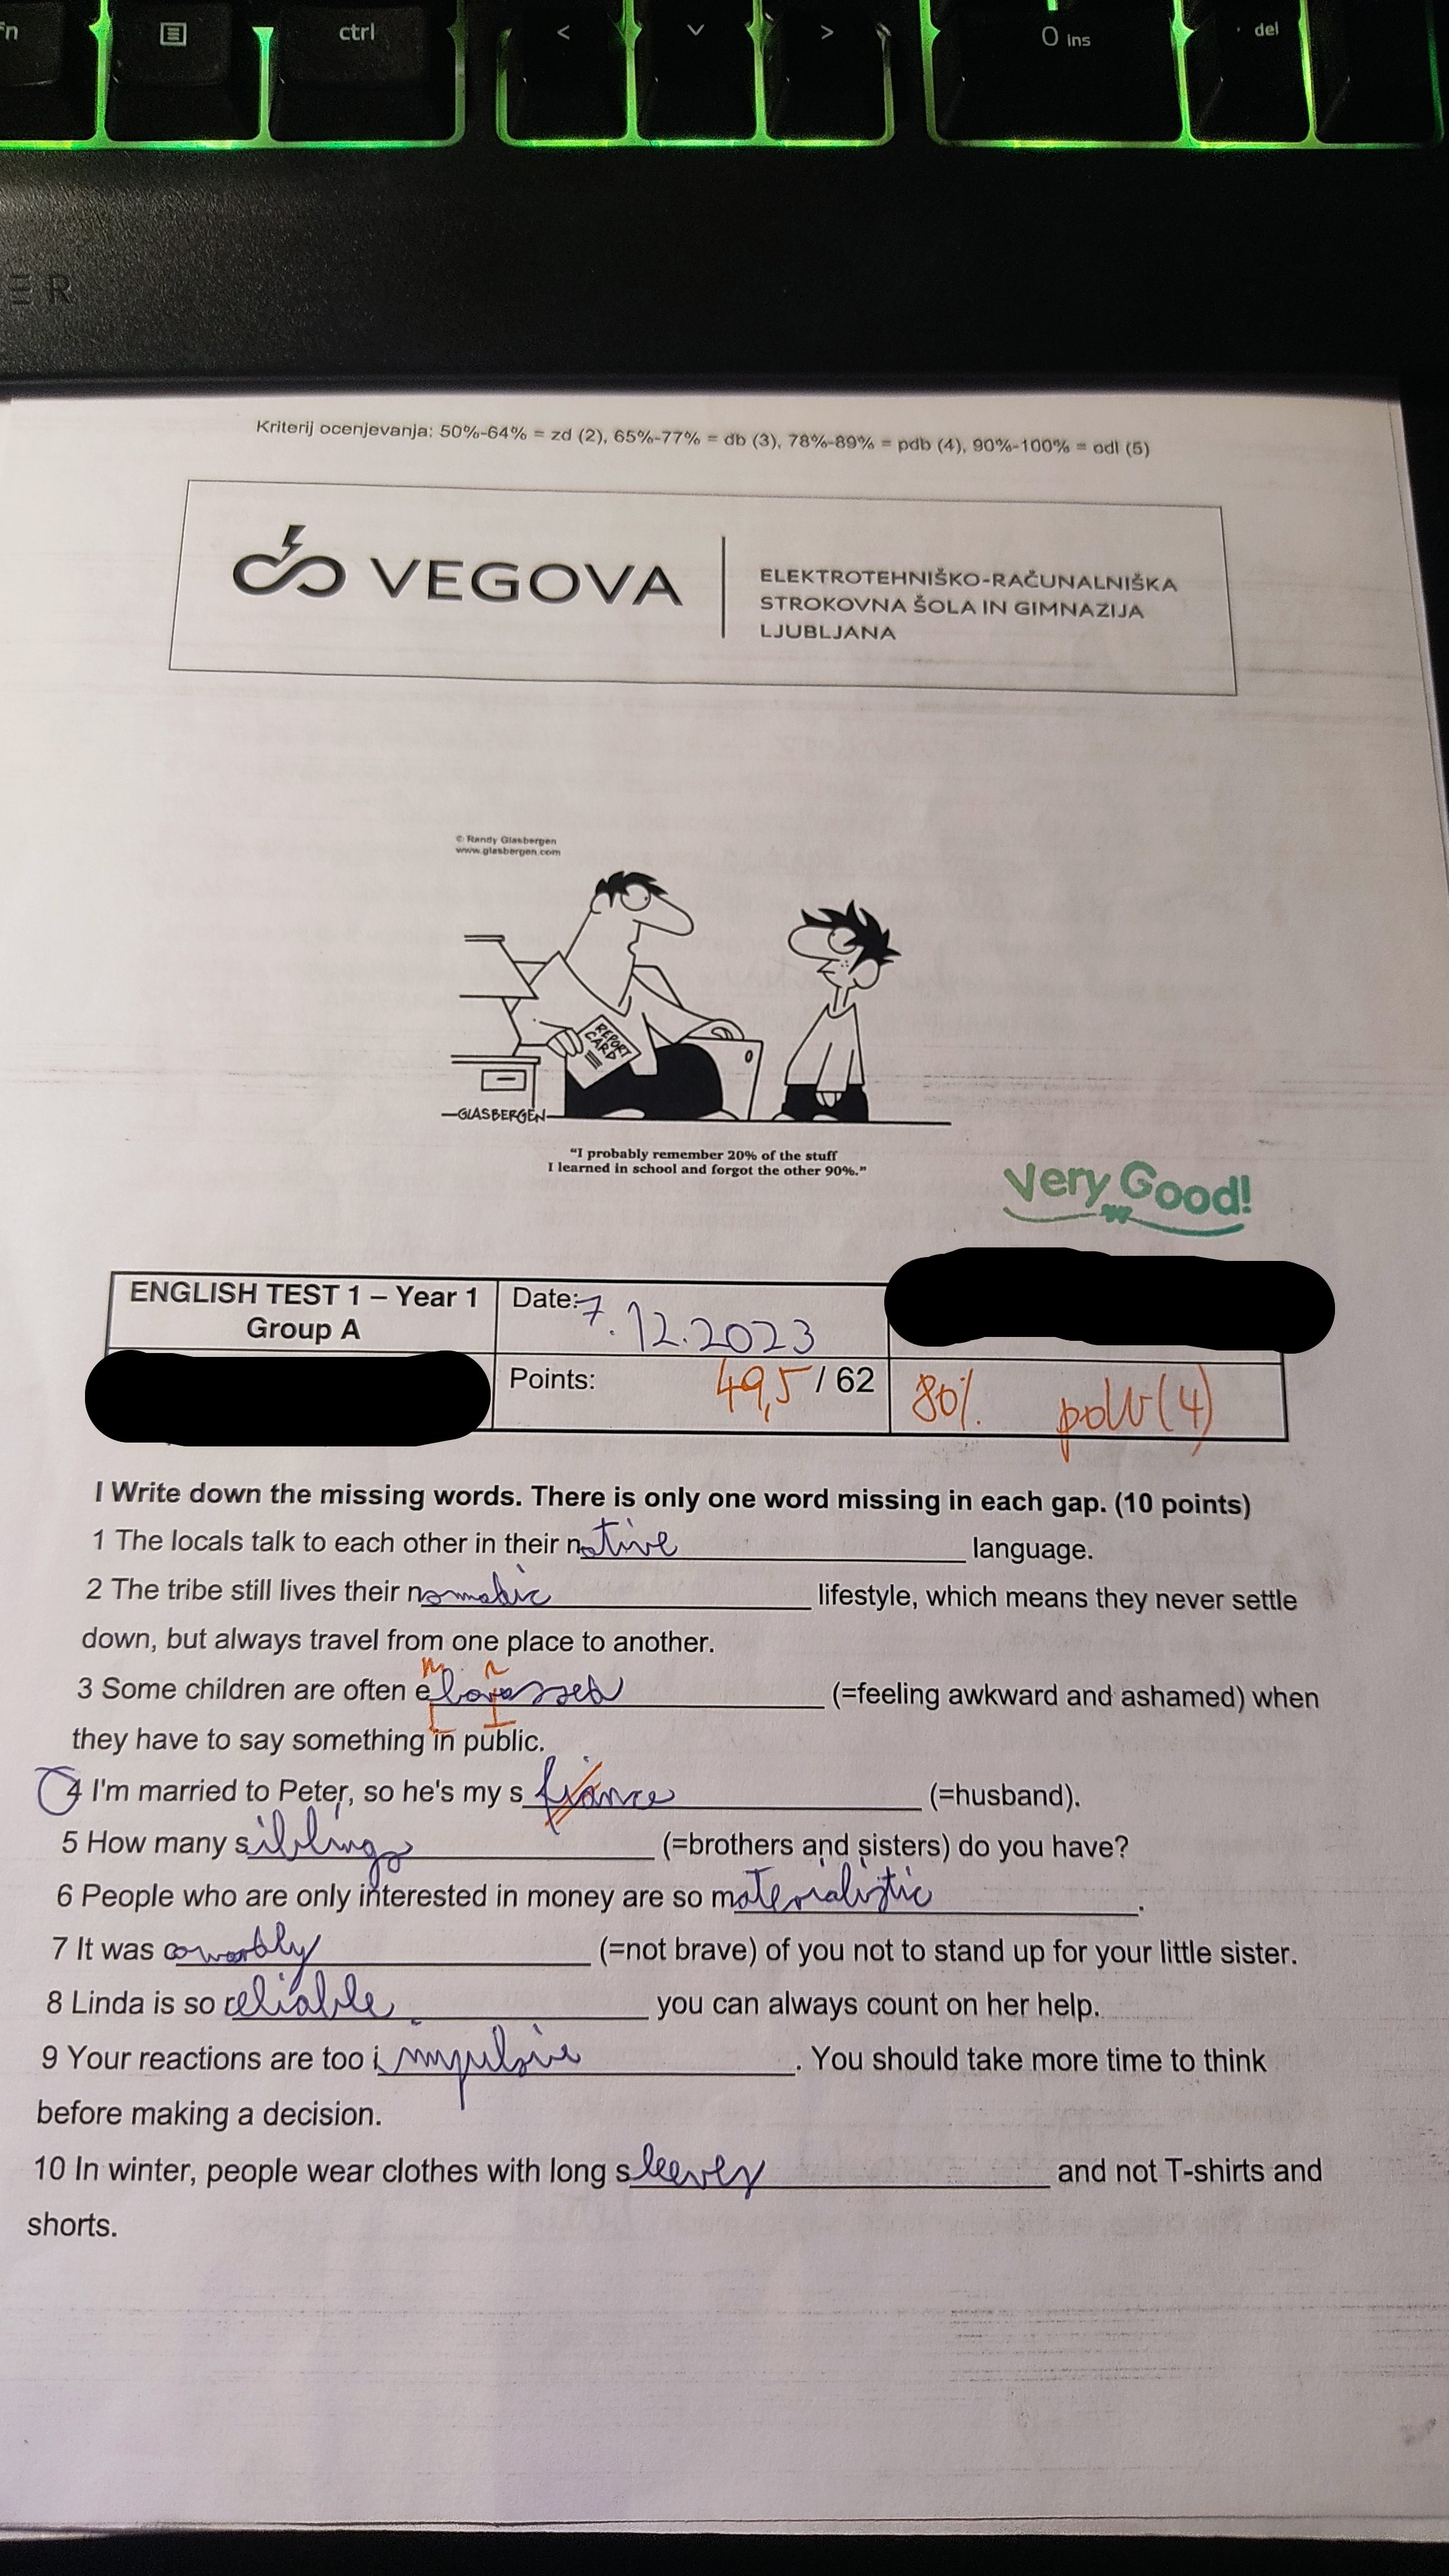 fn ctrl < > 0 ins del
ER
Kriterij ocenjevanja: 50%-64% = zd (2), 65%-77% = db (3), 78%-89% = pdb (4), 90%-100% = odl (5)
VEGOVA
ELEKTROTEHNIŠKO-RAČUNALNIŠKA
STROKOVNA ŠOLA IN GIMNAZIJA
LJUBLJANA
© Randy Glasbergen
www.glasbergen.com
REPORT
CARD
GLASBERGEN
"I probably remember 20% of the stuff
I learned in school and forgot the other 90%."
Very Good!
ENGLISH TEST 1 – Year 1
Group A
Date: 7.12.2023
Points: 49,5 / 62
80% pdb (4)
I Write down the missing words. There is only one word missing in each gap. (10 points)
1 The locals talk to each other in their native language.
2 The tribe still lives their nomadic lifestyle, which means they never settle
down, but always travel from one place to another.
m r
3 Some children are often ebarassed (=feeling awkward and ashamed) when
they have to say something in public.
4 I'm married to Peter, so he's my s fiance (=husband).
5 How many siblings (=brothers and sisters) do you have?
6 People who are only interested in money are so materialistic.
7 It was cowardly (=not brave) of you not to stand up for your little sister.
8 Linda is so reliable you can always count on her help.
9 Your reactions are too impulsive. You should take more time to think
before making a decision.
10 In winter, people wear clothes with long sleeves and not T-shirts and
shorts.